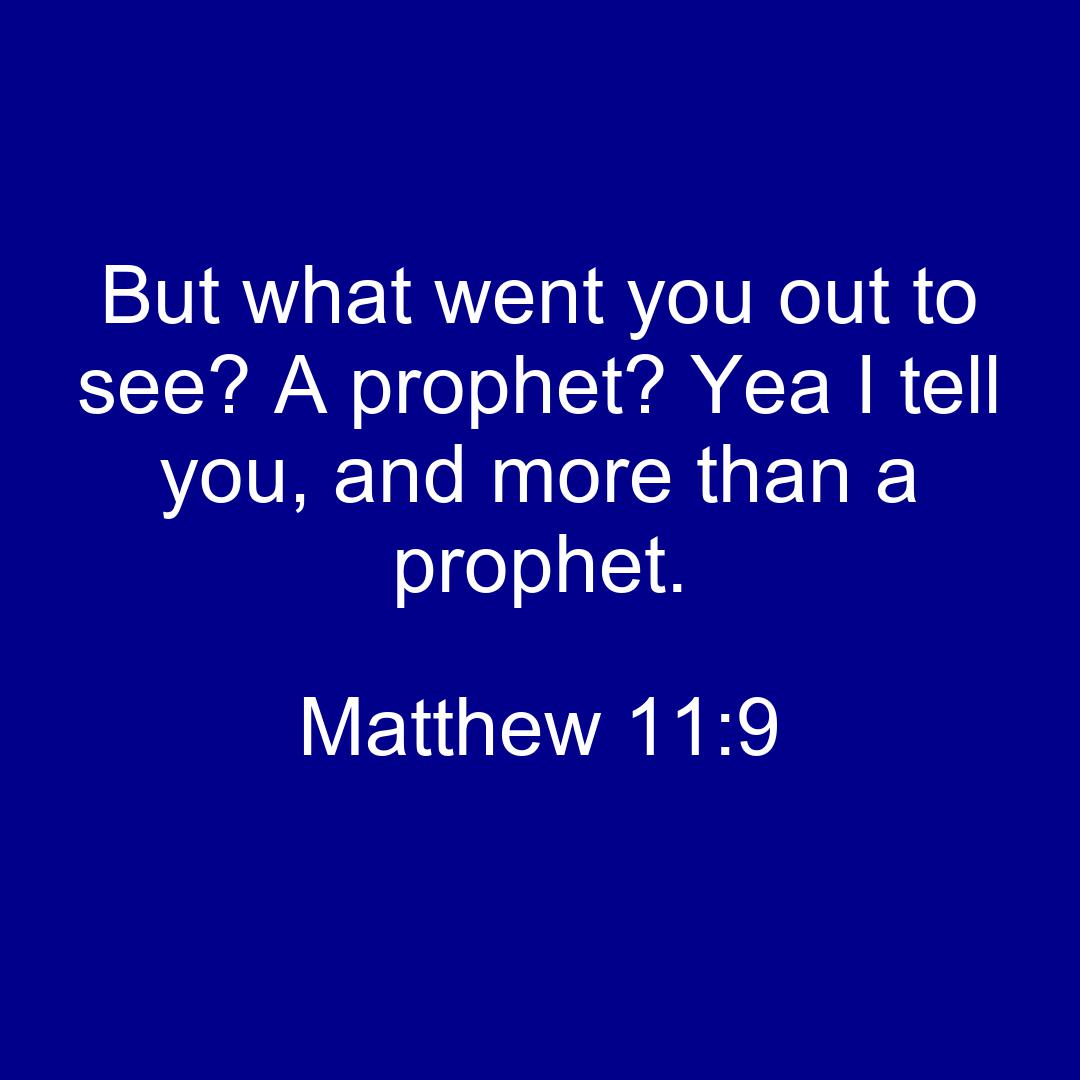 But what went you out to
see? A prophet? Yea I tell
you, and more than a
prophet.
Matthew 11:9